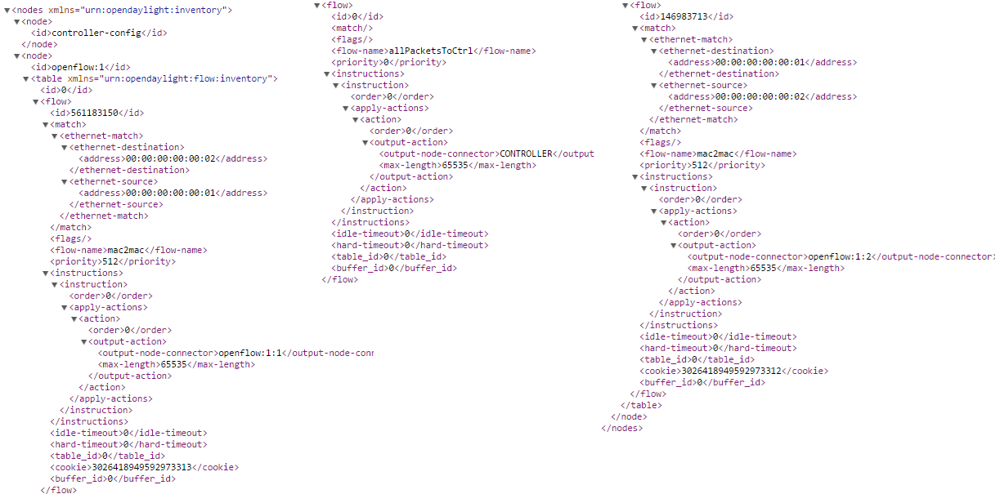 <nodes xmlns="urn:opendaylight:inventory">
<node>
<id>controller-config</id>
</node>
<node>
<id>openflow:1</id>
<table xmlns="urn:opendaylight:flow:inventory">
<id>0</id>
<flow>
<id>561183150</id>
<match>
<ethernet-match>
<ethernet-destination>
<address>00:00:00:00:00:02</address>
</ethernet-destination>
<ethernet-source>
<address>00:00:00:00:00:01</address>
</ethernet-source>
</ethernet-match>
</match>
<flags/>
<flow-name>mac2mac</flow-name>
<priority>512</priority>
<instructions>
<instruction>
<order>0</order>
<apply-actions>
<action>
<order>0</order>
<output-action>
<output-node-connector>openflow:1:1</output-node-conn
<max-length>65535</max-length>
</output-action>
</action>
</apply-actions>
</instruction>
</instructions>
<idle-timeout>0</idle-timeout>
<hard-timeout>0</hard-timeout>
<table_id>0</table_id>
<cookie>3026418949592973313</cookie>
<buffer_id>0</buffer_id>
</flow>
<flow>
<id>0</id>
<match/>
<flags/>
<flow-name>allPacketsToCtrl</flow-name>
<priority>0</priority>
<instructions>
<instruction>
<order>0</order>
<apply-actions>
<action>
<order>0</order>
<output-action>
<output-node-connector>CONTROLLER</output
<max-length>65535</max-length>
</output-action>
</action>
</apply-actions>
</instruction>
</instructions>
<idle-timeout>0</idle-timeout>
<hard-timeout>0</hard-timeout>
<table_id>0</table_id>
<buffer_id>0</buffer_id>
</flow>
<flow>
<id>146983713</id>
<match>
<ethernet-match>
<ethernet-destination>
<address>00:00:00:00:00:01</address>
</ethernet-destination>
<ethernet-source>
<address>00:00:00:00:00:02</address>
</ethernet-source>
</ethernet-match>
</match>
<flags/>
<flow-name>mac2mac</flow-name>
<priority>512</priority>
<instructions>
<instruction>
<order>0</order>
<apply-actions>
<action>
<order>0</order>
<output-action>
<output-node-connector>openflow:1:2</output-node-connector>
<max-length>65535</max-length>
</output-action>
</action>
</apply-actions>
</instruction>
</instructions>
<idle-timeout>0</idle-timeout>
<hard-timeout>0</hard-timeout>
<table_id>0</table_id>
<cookie>3026418949592973312</cookie>
<buffer_id>0</buffer_id>
</flow>
</table>
</node>
</nodes>